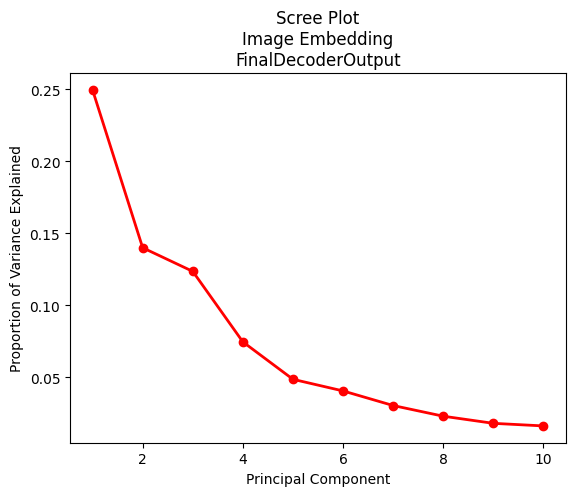 Scree Plot
Image Embedding
FinalDecoderOutput
Proportion of Variance Explained
0.25
0.20
0.15
0.10
0.05
2 4 6 8 10
Principal Component